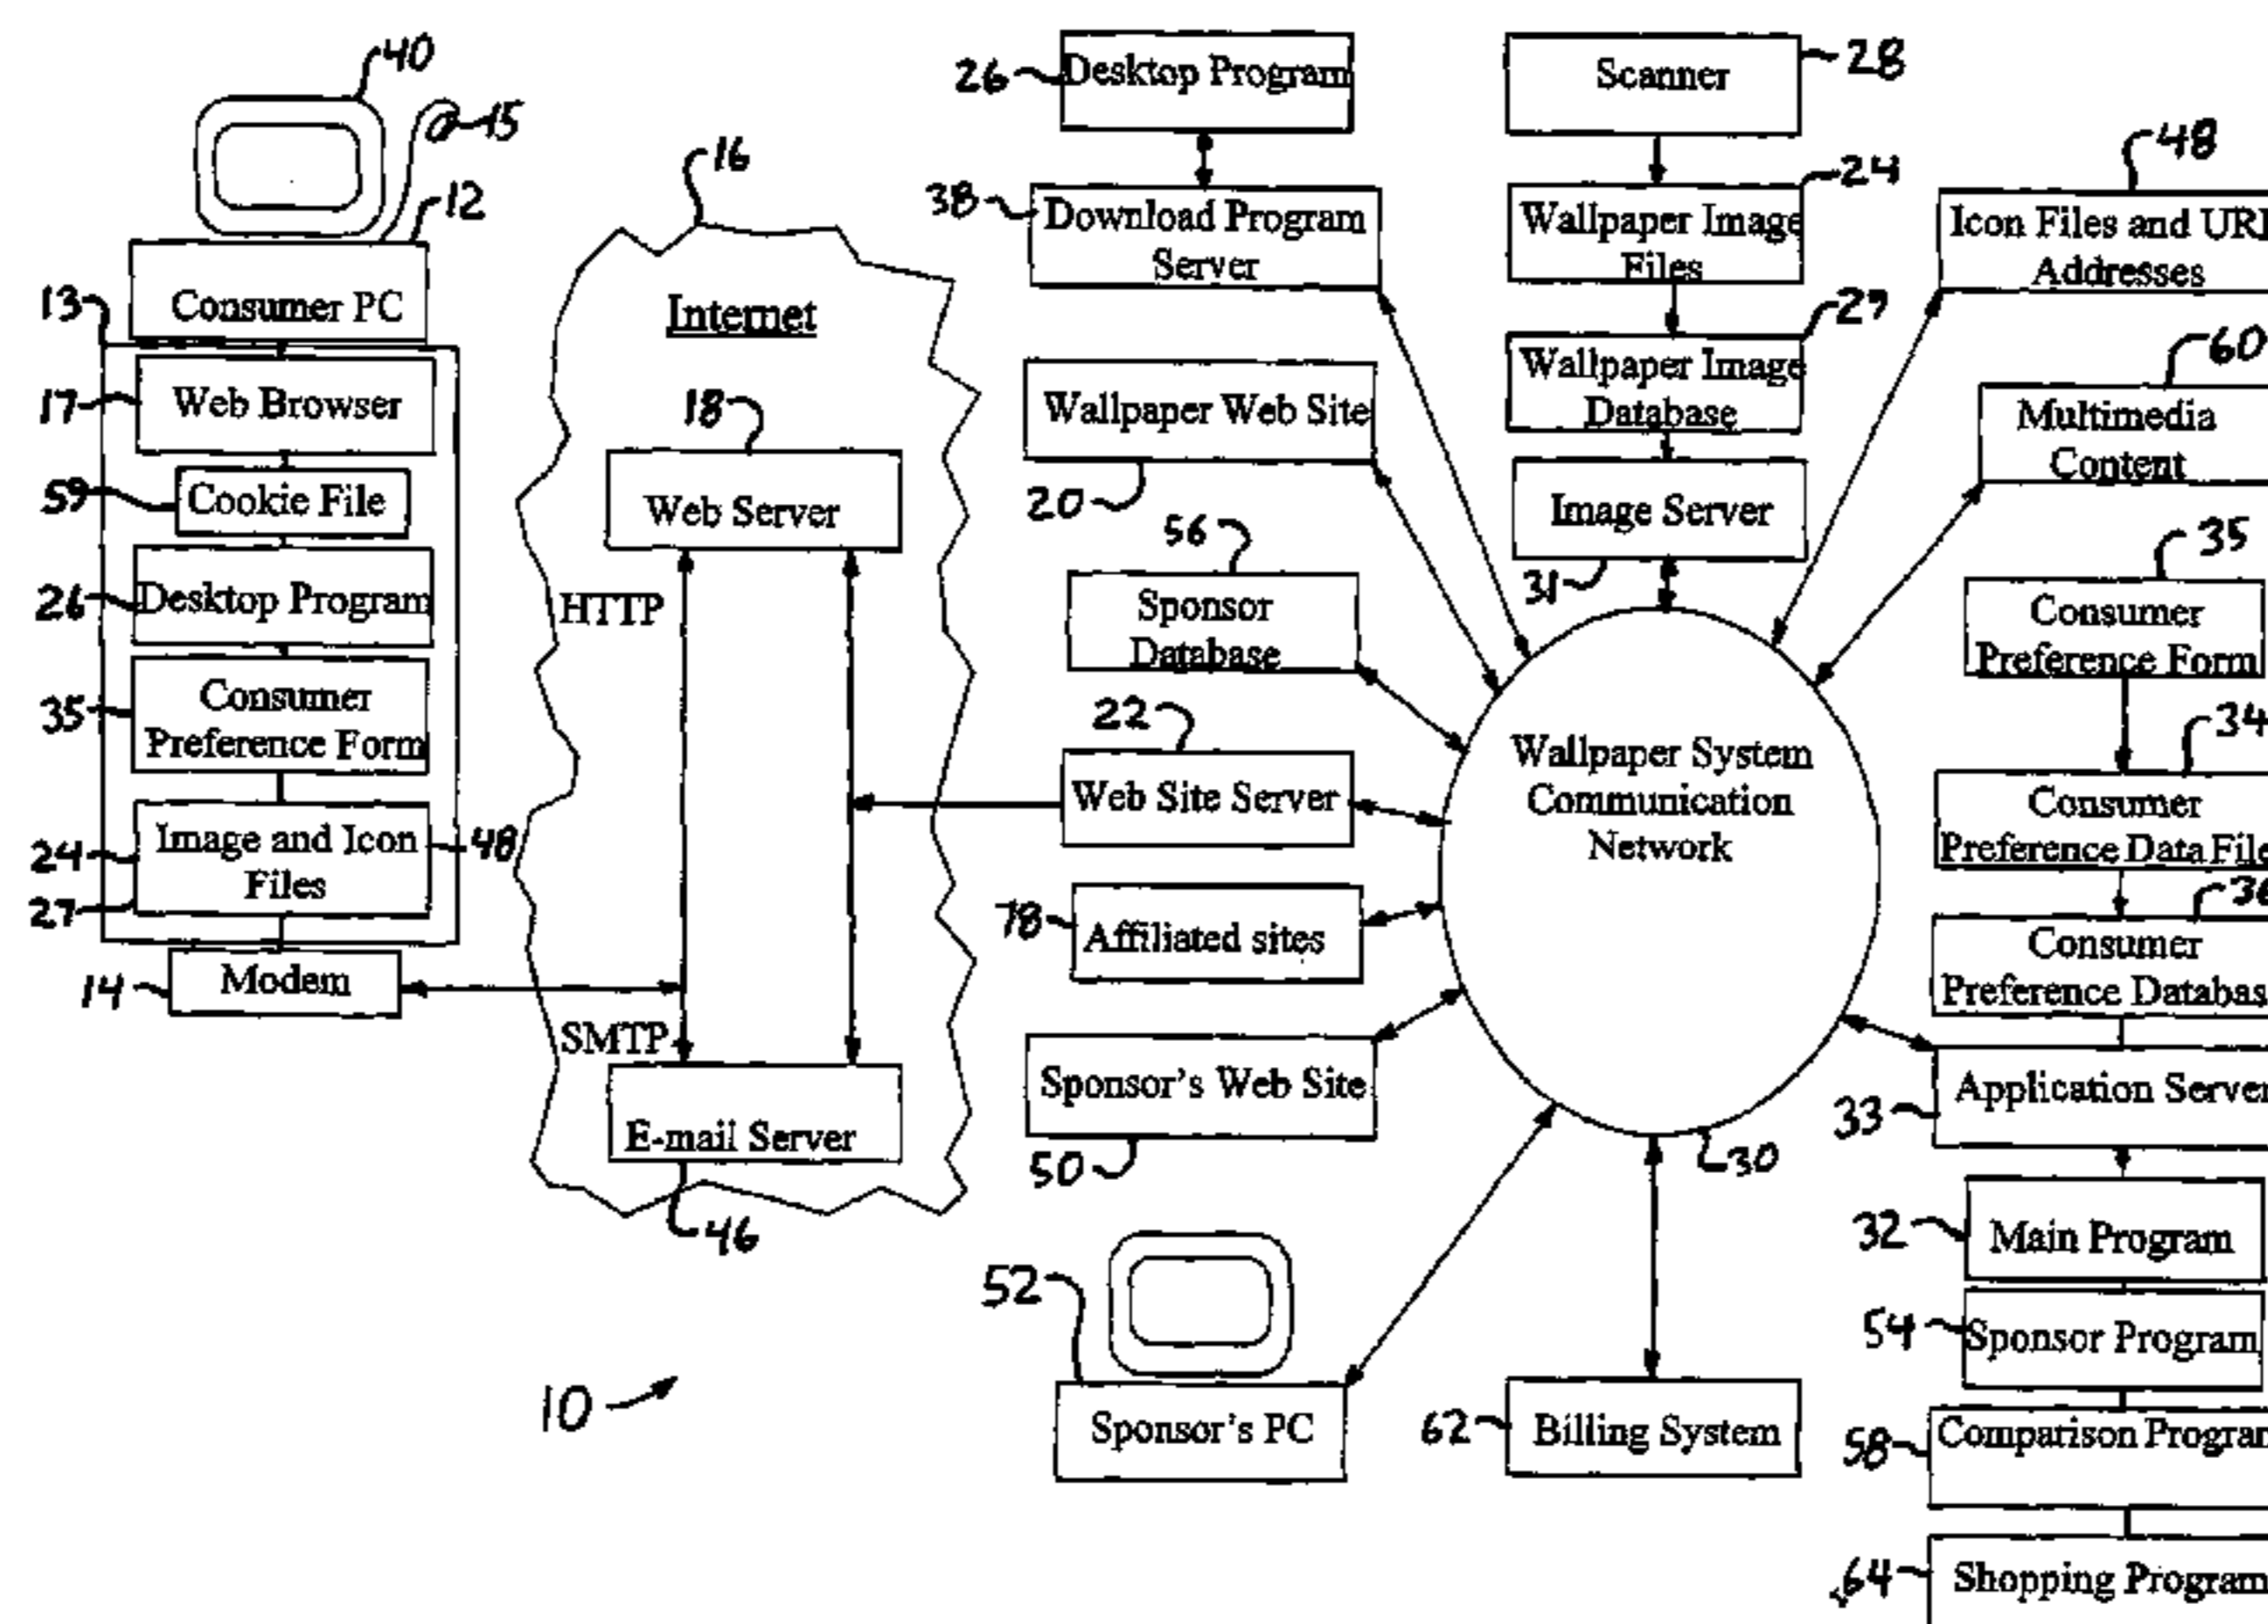 40
15
12
Consumer PC
13
17
Web Browser
59
Cookie File
26
Desktop Program
35
Consumer
Preference Form
24
Image and Icon
Files
48
27
14
Modem
16
Internet
18
Web Server
HTTP
SMTP
E-mail Server
46
10
26
Desktop Program
38
Download Program
Server
Wallpaper Web Site
20
56
Sponsor
Database
22
Web Site Server
78
Affiliated sites
Sponsor's Web Site
50
52
Sponsor's PC
Scanner
28
24
Wallpaper Image
Files
Wallpaper Image
Database
Image Server
31
Wallpaper System
Communication
Network
30
62
Billing System
48
Icon Files and
Addresses
60
Multimedia
Content
35
Consumer
Preference Form
34
Consumer
Preference Data File
36
Consumer
Preference
Application Server
33
32
Main Program
54
Sponsor Program
58
Comparison
64
Shopping Program